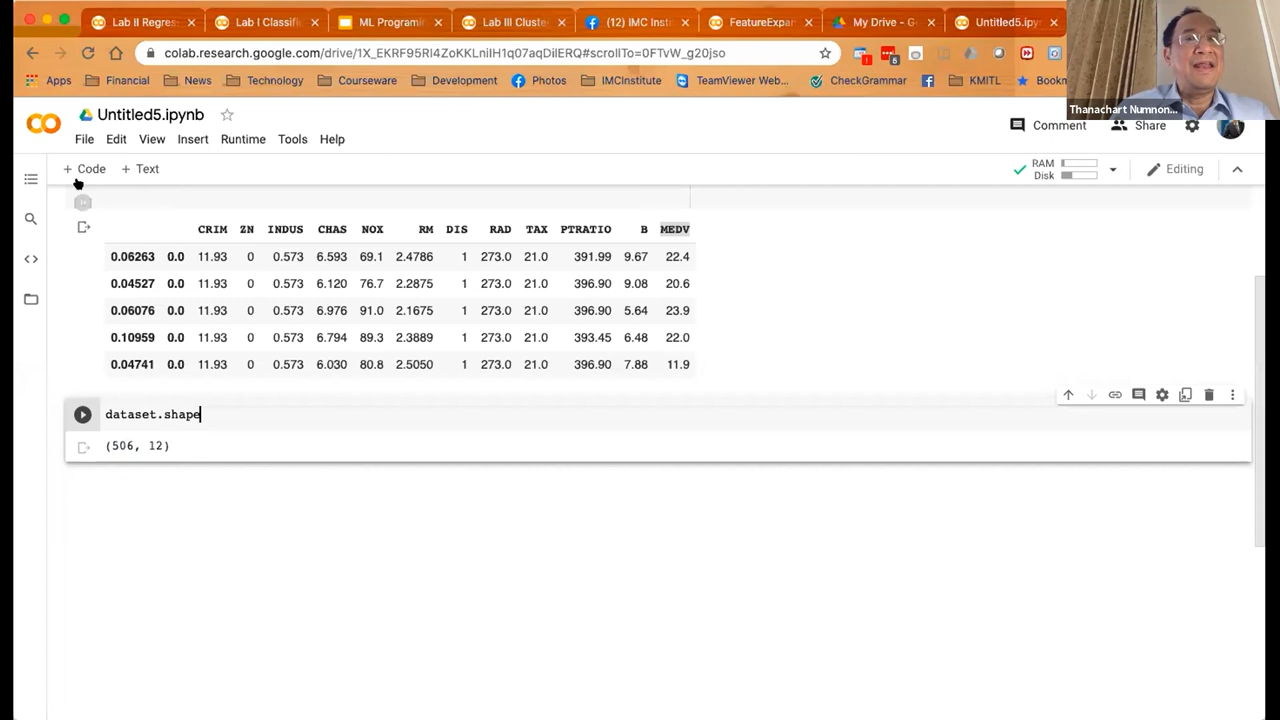 Lab II Regres:
Lab I Classifi
ML Programi
Lab III Cluste
(12) IMC Inst
FeatureExpan
My Drive - G
Untitled5.ipyn
colab.research.google.com/drive/1X_EKRF95RI4ZoKKLniIH1q07aqDilERQ#scrollTo=0FTvW_g20jso
Apps Financial News Technology Courseware Development Photos IMCInstitute TeamViewer Web... CheckGrammar KMITL Bookm
Thanachart Numnon...
Untitled5.ipynb
File Edit View Insert Runtime Tools Help
Comment Share
+ Code + Text
RAM
Disk
Editing
CRIM ZN INDUS CHAS NOX RM DIS RAD TAX PTRATIO B MEDV
0.06263 0.0 11.93 0 0.573 6.593 69.1 2.4786 1 273.0 21.0 391.99 9.67 22.4
0.04527 0.0 11.93 0 0.573 6.120 76.7 2.2875 1 273.0 21.0 396.90 9.08 20.6
0.06076 0.0 11.93 0 0.573 6.976 91.0 2.1675 1 273.0 21.0 396.90 5.64 23.9
0.10959 0.0 11.93 0 0.573 6.794 89.3 2.3889 1 273.0 21.0 393.45 6.48 22.0
0.04741 0.0 11.93 0 0.573 6.030 80.8 2.5050 1 273.0 21.0 396.90 7.88 11.9
dataset.shape
(506, 12)